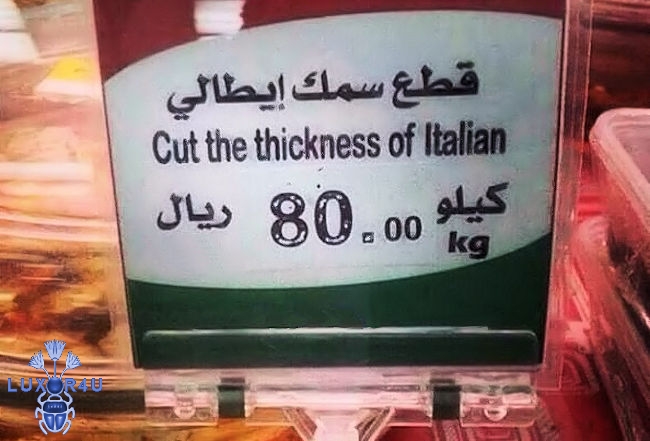 قطع سمك إيطالي
Cut the thickness of Italian
ريال 80.00 كيلو
kg
LUXOR4U